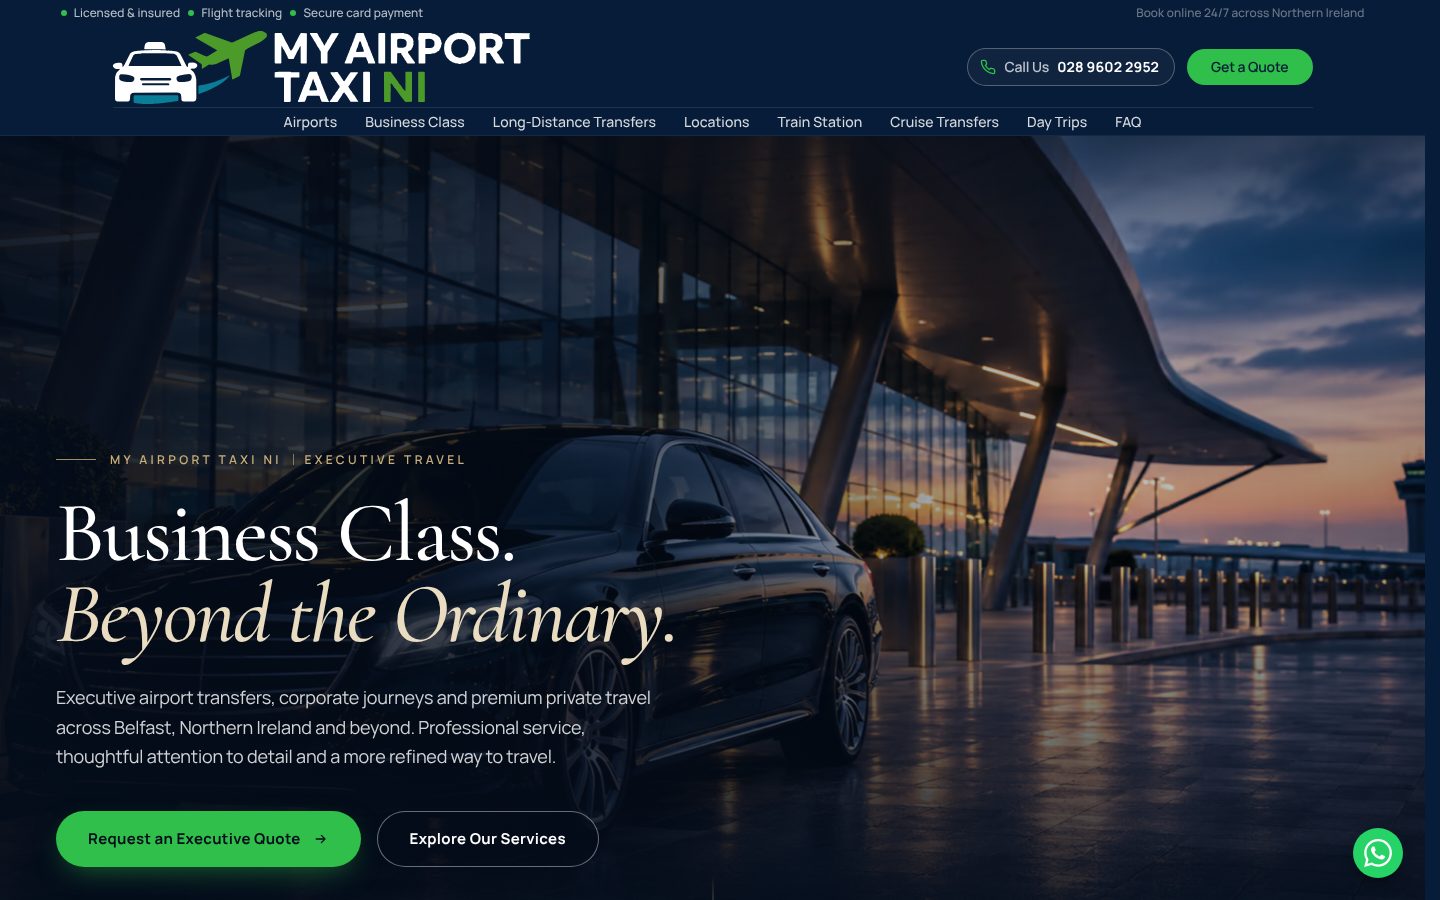 Licensed & insured Flight tracking Secure card payment
Book online 24/7 across Northern Ireland
MY AIRPORT
TAXI NI
Call Us 028 9602 2952
Get a Quote
Airports Business Class Long-Distance Transfers Locations Train Station Cruise Transfers Day Trips FAQ
MY AIRPORT TAXI NI | EXECUTIVE TRAVEL
Business Class.
Beyond the Ordinary.
Executive airport transfers, corporate journeys and premium private travel
across Belfast, Northern Ireland and beyond. Professional service,
thoughtful attention to detail and a more refined way to travel.
Request an Executive Quote →
Explore Our Services